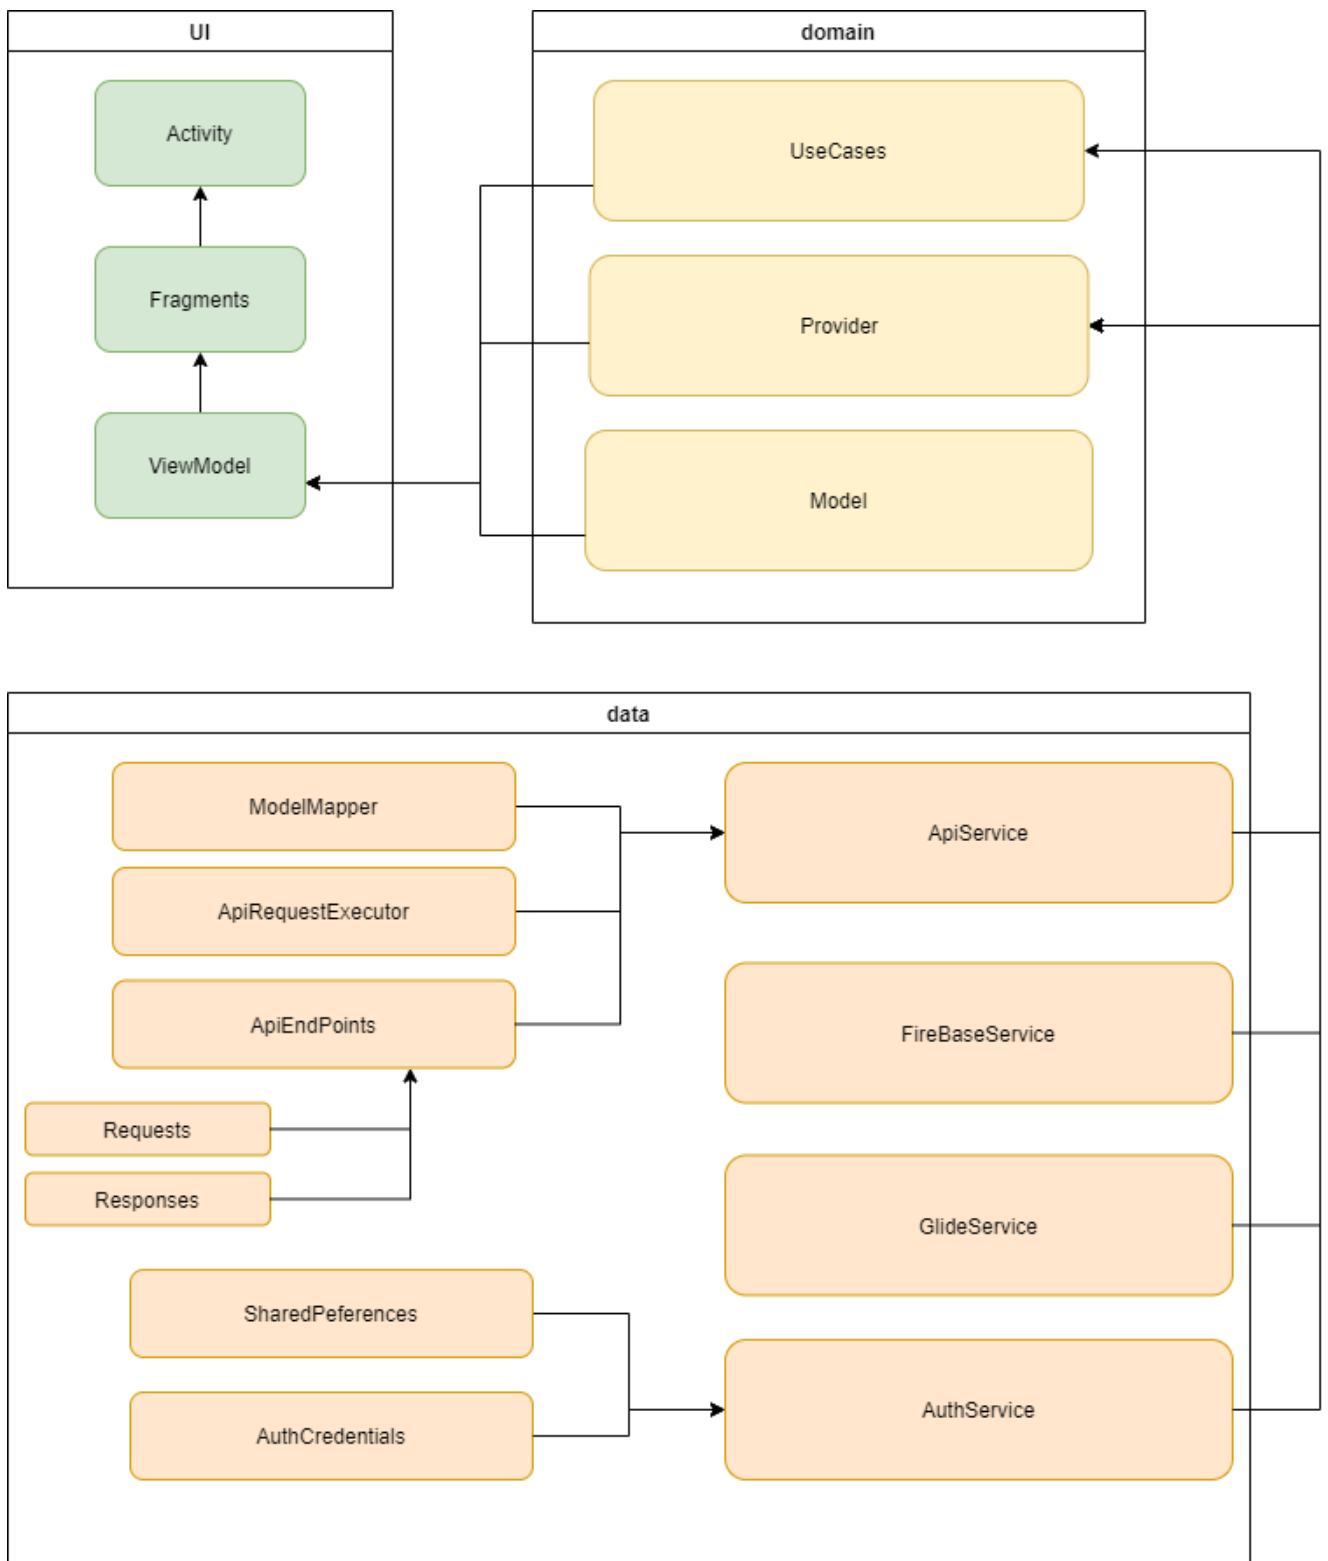 UI
Activity
Fragments
ViewModel
domain
UseCases
Provider
Model
data
ModelMapper
ApiRequestExecutor
ApiEndPoints
Requests
Responses
SharedPeferences
AuthCredentials
ApiService
FireBaseService
GlideService
AuthService